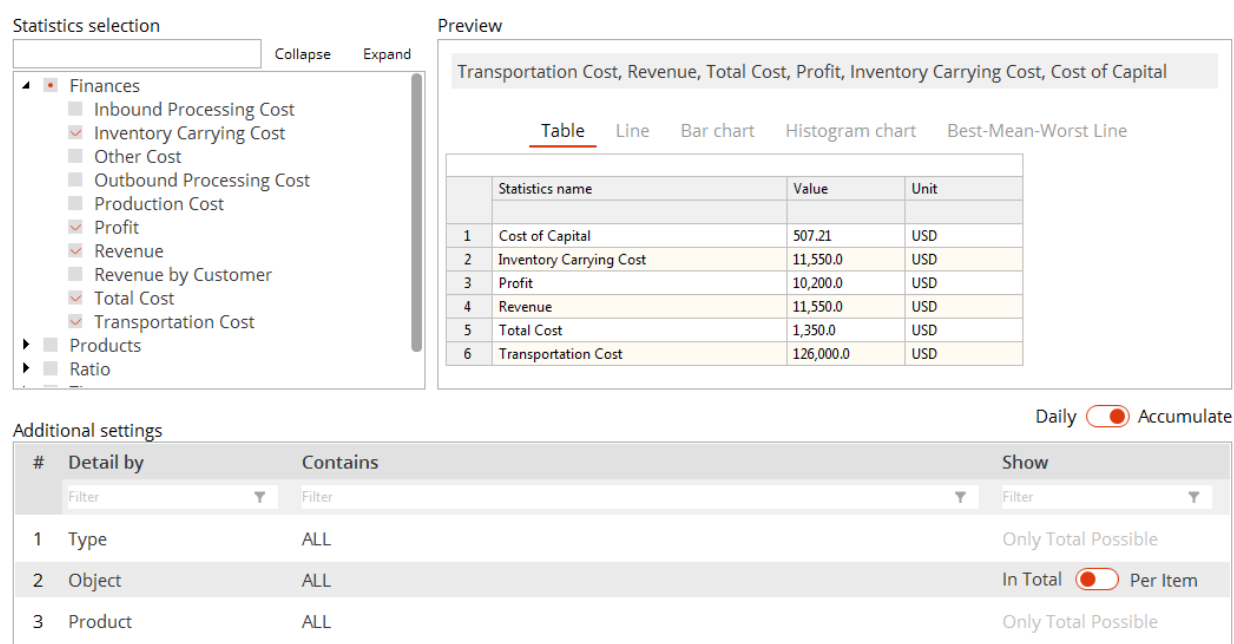 Statistics selection
Collapse Expand
Finances
Inbound Processing Cost
Inventory Carrying Cost
Other Cost
Outbound Processing Cost
Production Cost
Profit
Revenue
Revenue by Customer
Total Cost
Transportation Cost
Products
Ratio
Preview
Transportation Cost, Revenue, Total Cost, Profit, Inventory Carrying Cost, Cost of Capital
Table Line Bar chart Histogram chart Best-Mean-Worst Line
Statistics name Value Unit
1 Cost of Capital 507.21 USD
2 Inventory Carrying Cost 11,550.0 USD
3 Profit 10,200.0 USD
4 Revenue 11,550.0 USD
5 Total Cost 1,350.0 USD
6 Transportation Cost 126,000.0 USD
Daily Accumulate
Additional settings
# Detail by Contains Show
Filter Filter Filter
1 Type ALL Only Total Possible
2 Object ALL In Total Per Item
3 Product ALL Only Total Possible